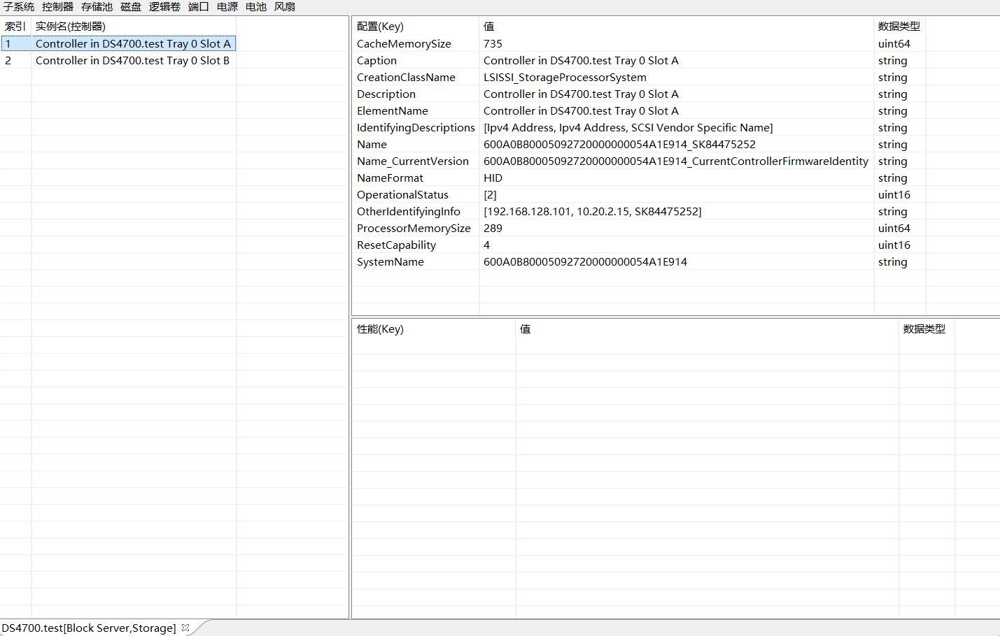 子系统 控制器 存储池 磁盘 逻辑卷 端口 电源 电池 风扇
索引 实例名(控制器)
1 Controller in DS4700.test Tray 0 Slot A
2 Controller in DS4700.test Tray 0 Slot B
配置(Key) 值 数据类型
CacheMemorySize 735 uint64
Caption Controller in DS4700.test Tray 0 Slot A string
CreationClassName LSISSI_StorageProcessorSystem string
Description Controller in DS4700.test Tray 0 Slot A string
ElementName Controller in DS4700.test Tray 0 Slot A string
IdentifyingDescriptions [Ipv4 Address, Ipv4 Address, SCSI Vendor Specific Name] string
Name 600A0B80005092720000000054A1E914_SK84475252 string
Name_CurrentVersion 600A0B80005092720000000054A1E914_CurrentControllerFirmwareIdentity string
NameFormat HID string
OperationalStatus [2] uint16
OtherIdentifyingInfo [192.168.128.101, 10.20.2.15, SK84475252] string
ProcessorMemorySize 289 uint64
ResetCapability 4 uint16
SystemName 600A0B80005092720000000054A1E914 string
性能(Key) 值 数据类型
DS4700.test[Block Server,Storage]